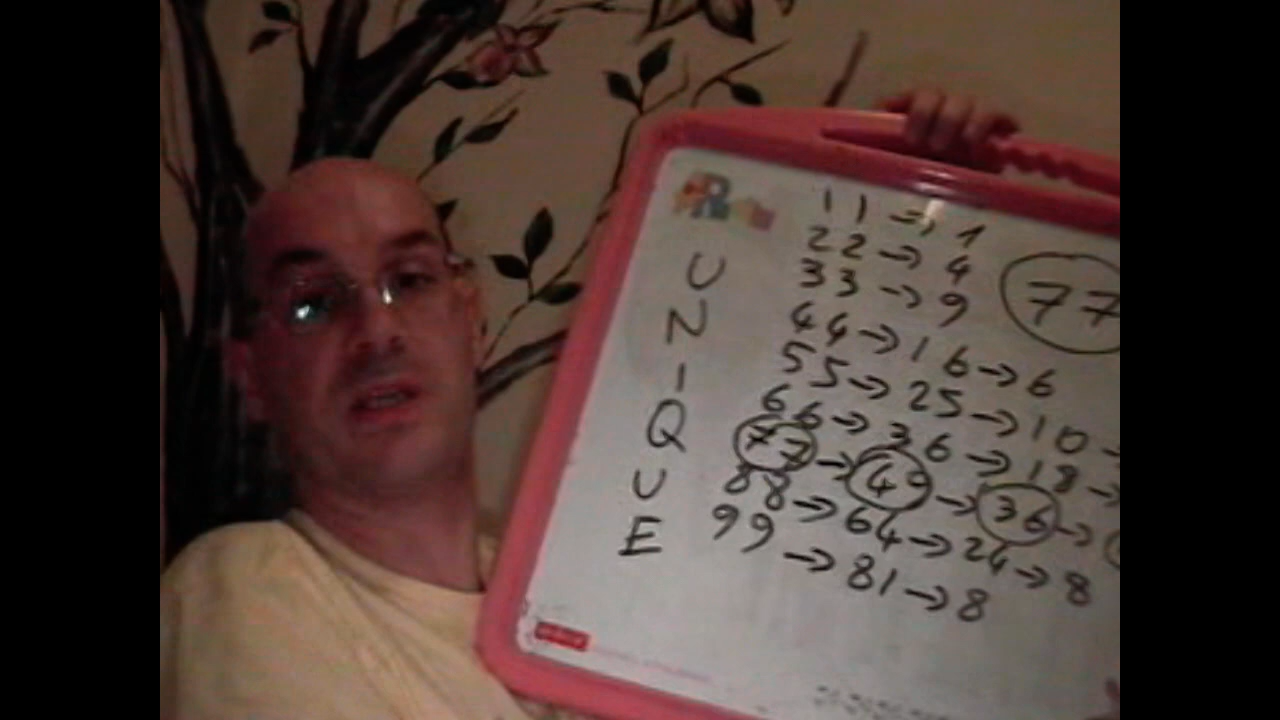 11 → 1
22 → 4
33 → 9
77
44 → 16 → 6
55 → 25 → 10 →
66 → 36 → 18 →
77 → 49 → 36 →
88 → 64 → 24 → 8
99 → 81 → 8
U
N
I
Q
U
E